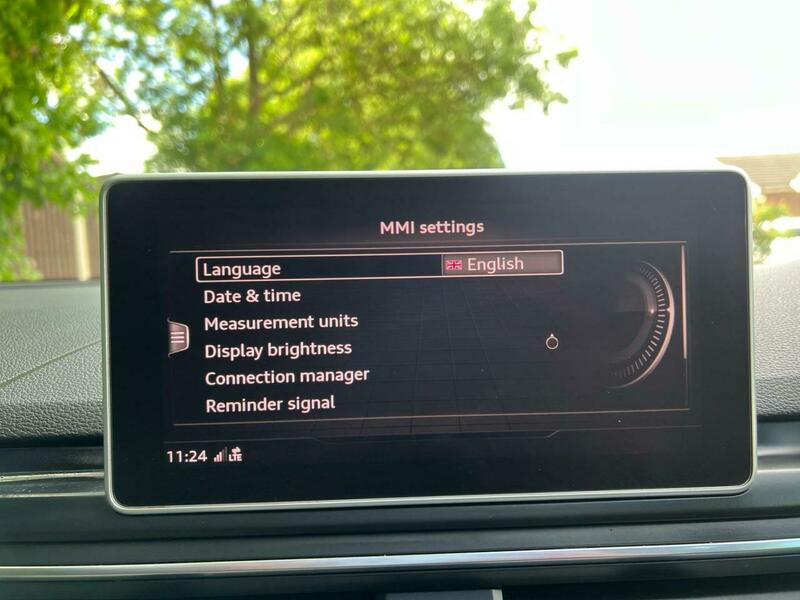 MMI settings
Language English
Date & time
Measurement units
Display brightness
Connection manager
Reminder signal
11:24 LTE